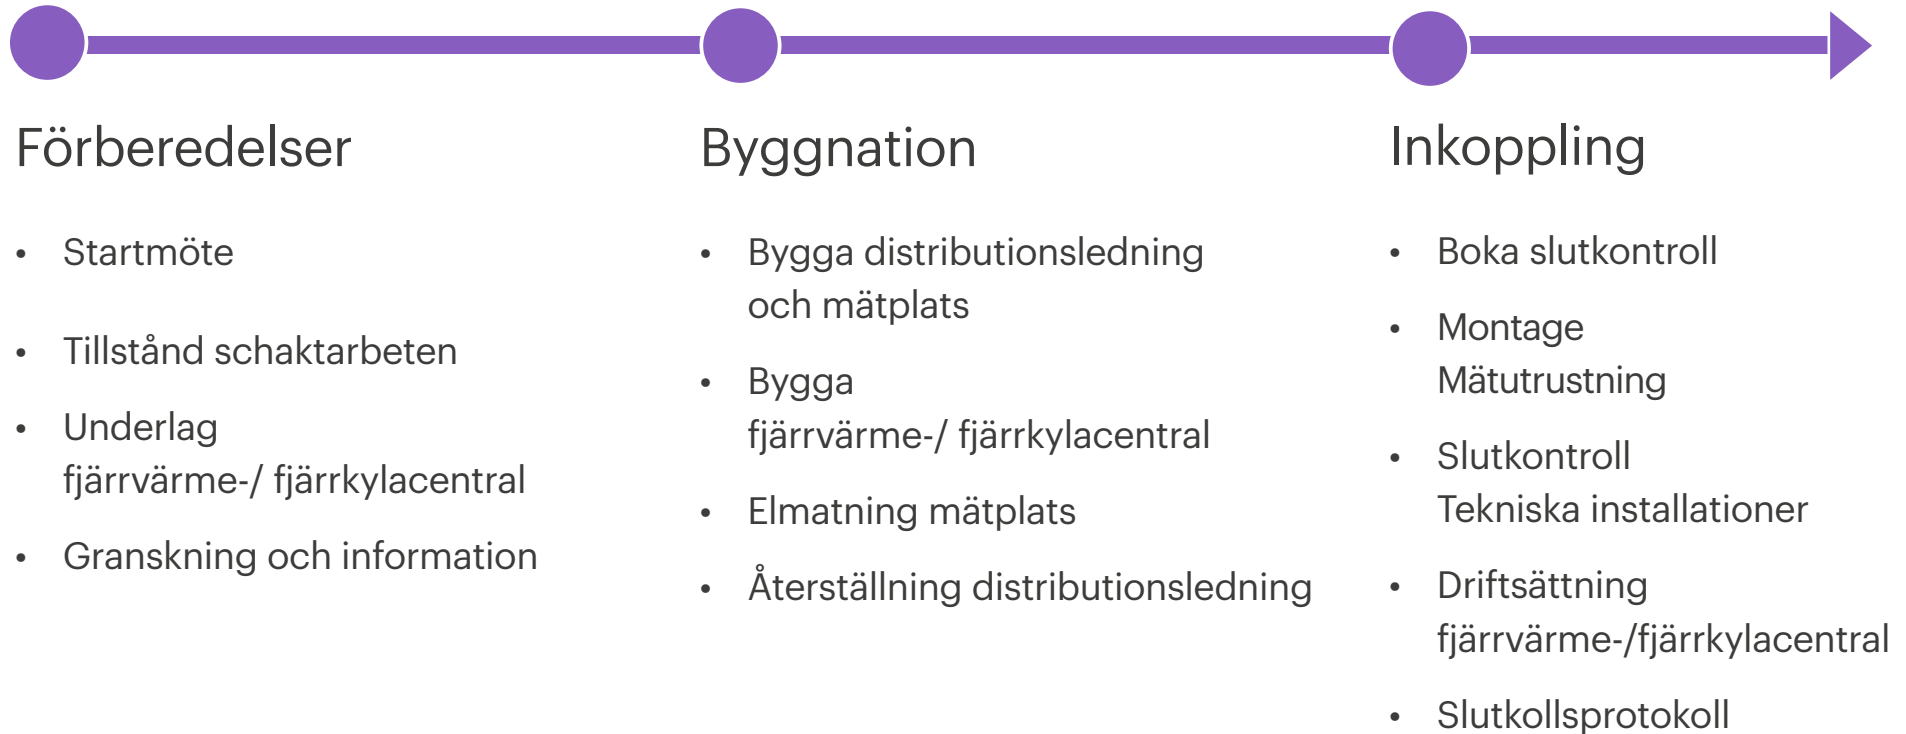 Förberedelser
• Startmöte
• Tillstånd schaktarbeten
• Underlag
fjärrvärme-/ fjärrkylacentral
• Granskning och information
Byggnation
• Bygga distributionsledning
och mätplats
• Bygga
fjärrvärme-/ fjärrkylacentral
• Elmatning mätplats
• Återställning distributionsledning
Inkoppling
• Boka slutkontroll
• Montage
Mätutrustning
• Slutkontroll
Tekniska installationer
• Driftsättning
fjärrvärme-/fjärrkylacentral
• Slutkollsprotokoll